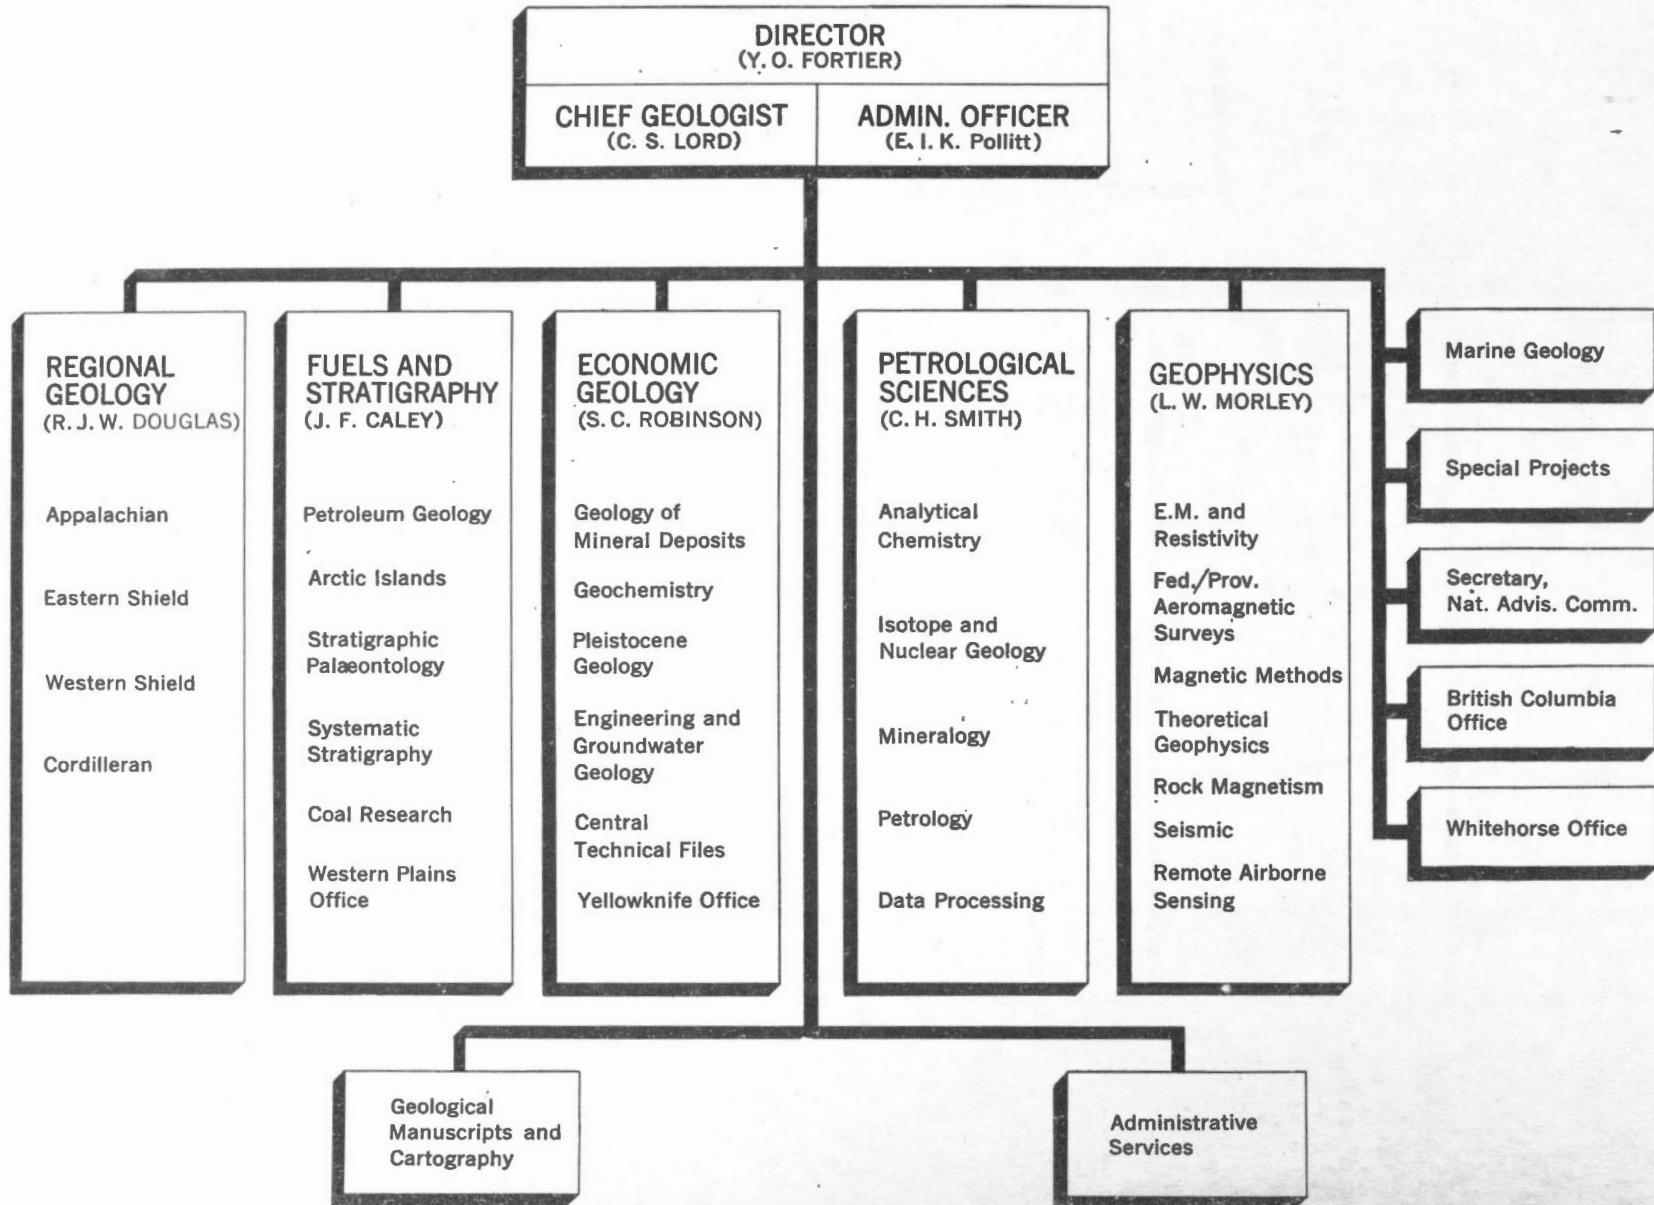 DIRECTOR
(Y. O. FORTIER)
CHIEF GEOLOGIST
(C. S. LORD)
ADMIN. OFFICER
(E. I. K. Pollitt)
REGIONAL
GEOLOGY
(R. J. W. DOUGLAS)
Appalachian
Eastern Shield
Western Shield
Cordilleran
FUELS AND
STRATIGRAPHY
(J. F. CALEY)
Petroleum Geology
Arctic Islands
Stratigraphic
Palæontology
Systematic
Stratigraphy
Coal Research
Western Plains
Office
ECONOMIC
GEOLOGY
(S. C. ROBINSON)
Geology of
Mineral Deposits
Geochemistry
Pleistocene
Geology
Engineering and
Groundwater
Geology
Central
Technical Files
Yellowknife Office
PETROLOGICAL
SCIENCES
(C. H. SMITH)
Analytical
Chemistry
Isotope and
Nuclear Geology
Mineralogy
Petrology
Data Processing
GEOPHYSICS
(L. W. MORLEY)
E.M. and
Resistivity
Fed./Prov.
Aeromagnetic
Surveys
Magnetic Methods
Theoretical
Geophysics
Rock Magnetism
Seismic
Remote Airborne
Sensing
Marine Geology
Special Projects
Secretary,
Nat. Advis. Comm.
British Columbia
Office
Whitehorse Office
Geological
Manuscripts and
Cartography
Administrative
Services